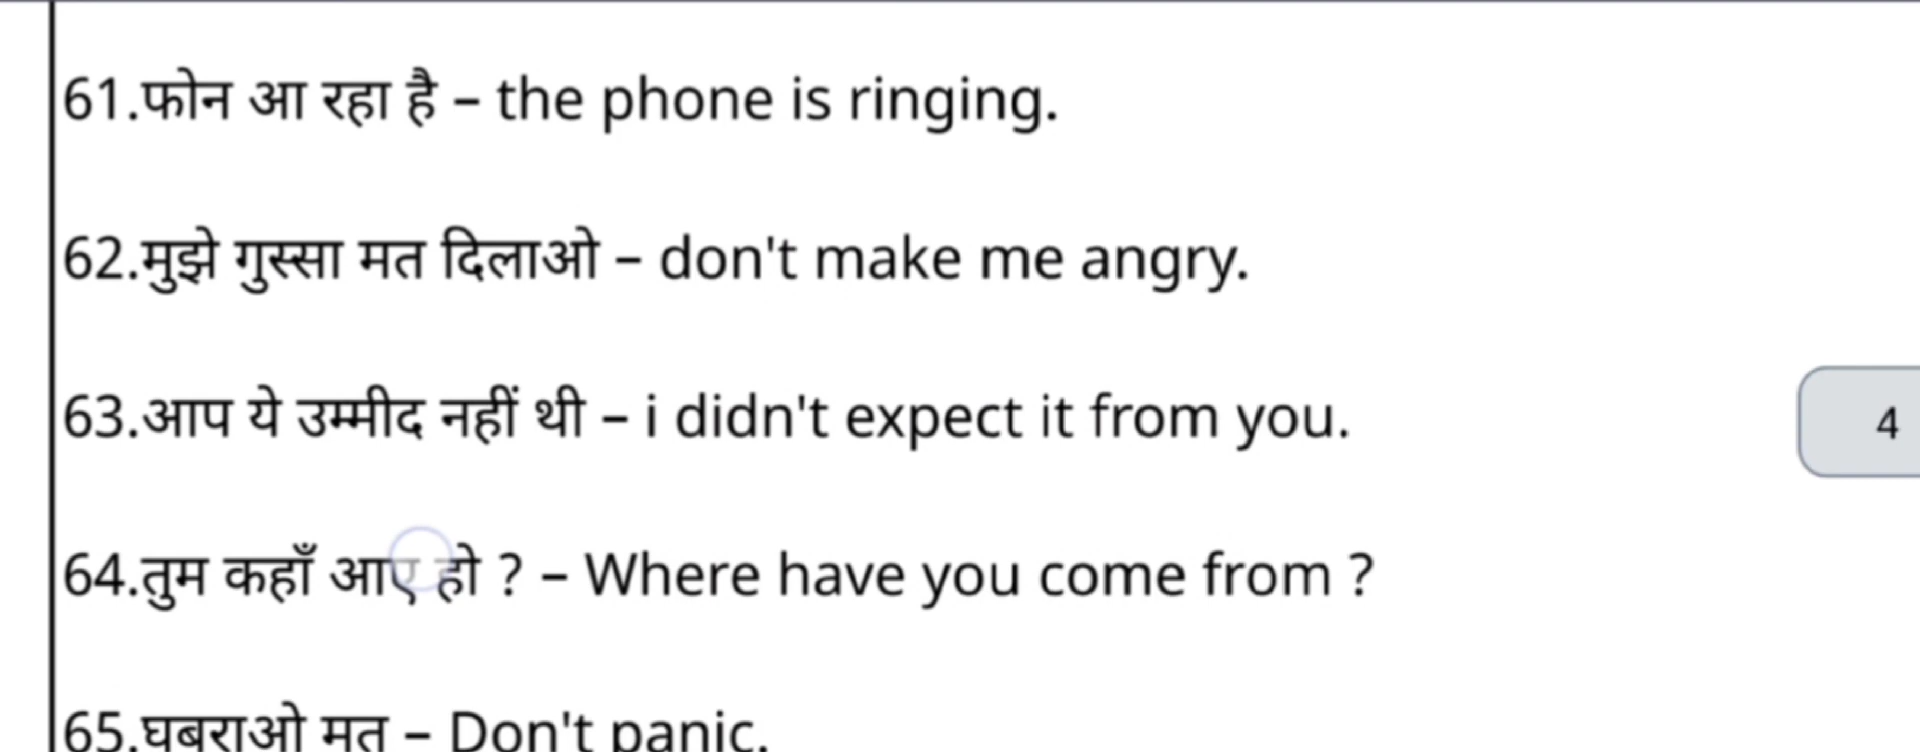 61.फोन आ रहा है – the phone is ringing.
62.मुझे गुस्सा मत दिलाओ – don't make me angry.
63.आप ये उम्मीद नहीं थी – i didn't expect it from you.
4
64.तुम कहाँ आए हो ? – Where have you come from ?
65.घबराओ मत – Don't panic.